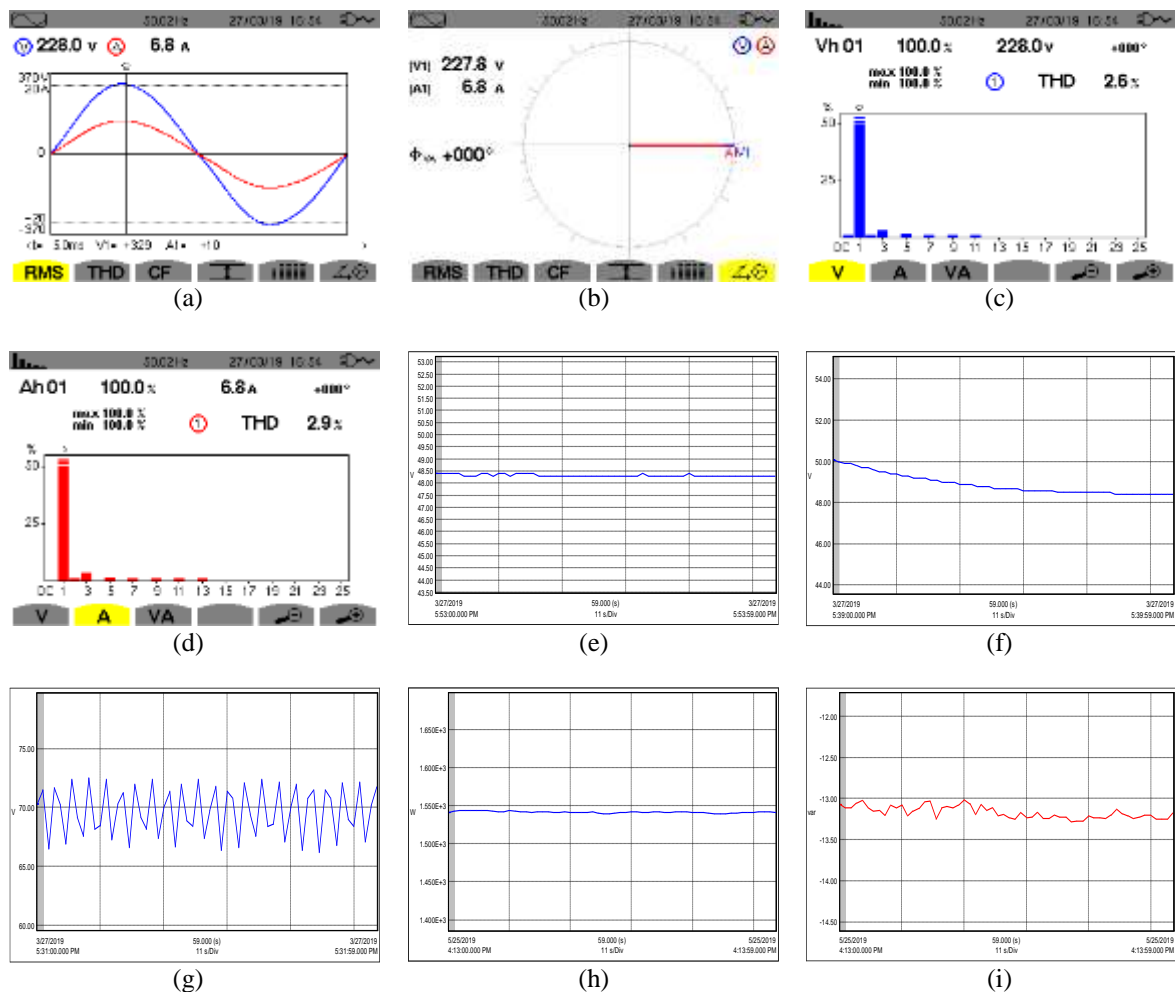 50.02Hz 27/03/19 16:54
228.0 V A 6.8 A
370 V
20 A
0
-20
-370
t= 5.0ms V1= +329 A1= +10
RMS THD CF
(a)
50.02Hz 27/03/19 16:54
V A
|V1| 227.8 V
|A1| 6.8 A
ΦVA +000°
RMS THD CF
(b)
50.02Hz 27/03/19 16:54
Vh 01 100.0 % 228.0 v +000°
max 100.0 %
min 100.0 % 1 THD 2.6 %
%
50
25
DC 1 3 5 7 9 11 13 15 17 19 21 23 25
V A VA
(c)
50.02Hz 27/03/19 16:54
Ah 01 100.0 % 6.8 A +000°
max 100.0 %
min 100.0 % 1 THD 2.9 %
%
50
25
DC 1 3 5 7 9 11 13 15 17 19 21 23 25
V A VA
(d)
53.00
52.50
52.00
51.50
51.00
50.50
50.00
49.50
49.00
48.50
V
48.00
47.50
47.00
46.50
46.00
45.50
45.00
44.50
44.00
43.50
3/27/2019 59.000 (s) 3/27/2019
5:53:00.000 PM 11 s/Div 5:53:59.000 PM
(e)
54.00
52.00
50.00
V
48.00
46.00
44.00
3/27/2019 59.000 (s) 3/27/2019
5:39:00.000 PM 11 s/Div 5:39:59.000 PM
(f)
75.00
V
70.00
65.00
60.00
3/27/2019 59.000 (s) 3/27/2019
5:31:00.000 PM 11 s/Div 5:31:59.000 PM
(g)
1.650E+3
1.600E+3
1.550E+3
W
1.500E+3
1.450E+3
1.400E+3
5/25/2019 59.000 (s) 5/25/2019
4:13:00.000 PM 11 s/Div 4:13:59.000 PM
(h)
-12.00
-12.50
-13.00
var
-13.50
-14.00
-14.50
5/25/2019 59.000 (s) 5/25/2019
4:13:00.000 PM 11 s/Div 4:13:59.000 PM
(i)